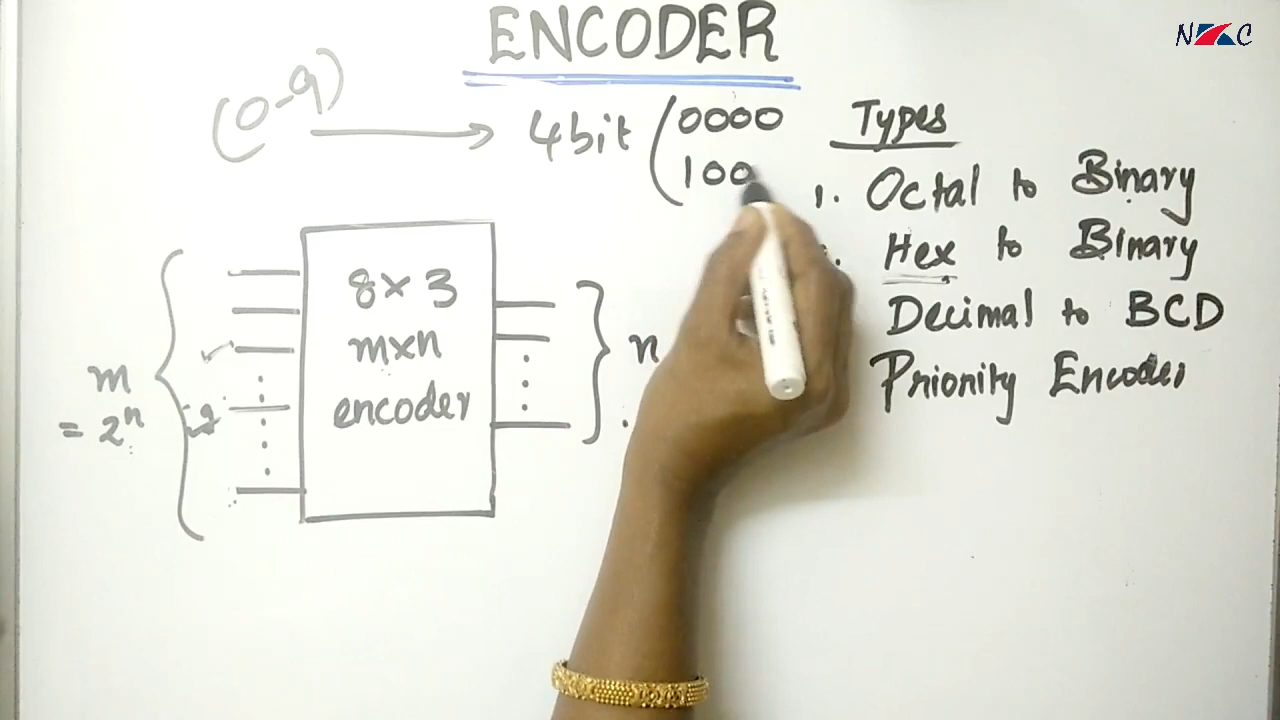 ENCODER
N C
(0-9) → 4bit (0000
100
Types
1. Octal to Binary
Hex to Binary
Decimal to BCD
Prionity Encoder
8×3
m×n
encoder
m
= 2ⁿ
n